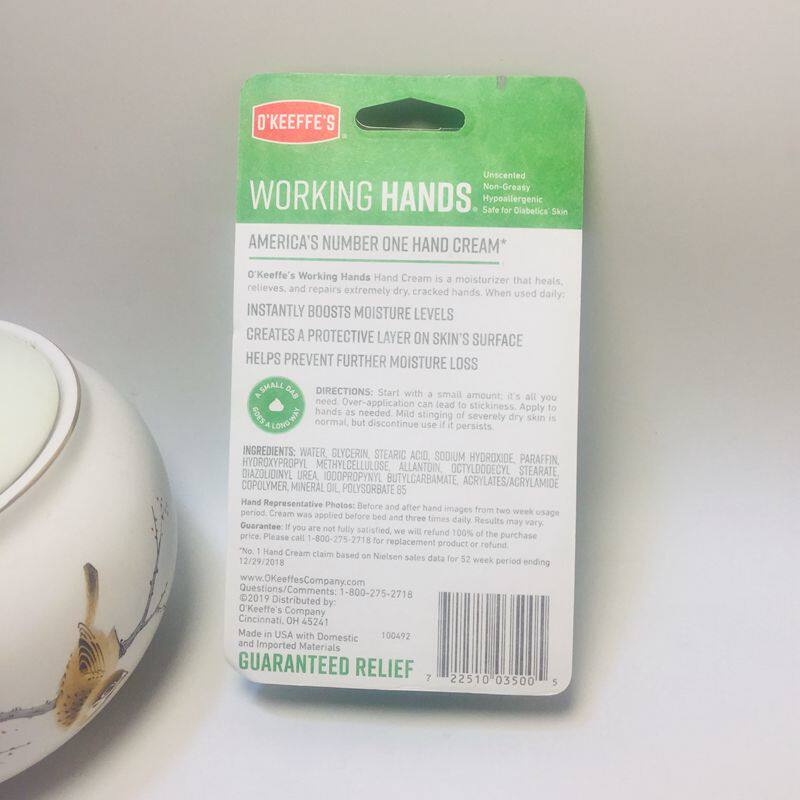 O'KEEFFE'S
WORKING HANDS®
Unscented
Non-Greasy
Hypoallergenic
Safe for Diabetics' Skin
AMERICA'S NUMBER ONE HAND CREAM*
O'Keeffe's Working Hands Hand Cream is a moisturizer that heals,
relieves, and repairs extremely dry, cracked hands. When used daily:
INSTANTLY BOOSTS MOISTURE LEVELS
CREATES A PROTECTIVE LAYER ON SKIN'S SURFACE
HELPS PREVENT FURTHER MOISTURE LOSS
A SMALL DAB
GOES A LONG WAY
DIRECTIONS: Start with a small amount; it's all you
need. Over-application can lead to stickiness. Apply to
hands as needed. Mild stinging of severely dry skin is
normal, but discontinue use if it persists.
INGREDIENTS: WATER, GLYCERIN, STEARIC ACID, SODIUM HYDROXIDE, PARAFFIN,
HYDROXYPROPYL METHYLCELLULOSE, ALLANTOIN, OCTYLDODECYL STEARATE,
DIAZOLIDINYL UREA, IODOPROPYNYL BUTYLCARBAMATE, ACRYLATES/ACRYLAMIDE
COPOLYMER, MINERAL OIL, POLYSORBATE 85
Hand Representative Photos: Before and after hand images from two week usage
period. Cream was applied before bed and three times daily. Results may vary.
Guarantee: If you are not fully satisfied, we will refund 100% of the purchase
price. Please call 1-800-275-2718 for replacement product or refund.
*No. 1 Hand Cream claim based on Nielsen sales data for 52 week period ending
12/29/2018
www.OKeeffesCompany.com
Questions/Comments: 1-800-275-2718
©2019 Distributed by:
O'Keeffe's Company
Cincinnati, OH 45241
Made in USA with Domestic
and Imported Materials
100492
GUARANTEED RELIEF
7 22510 03500 5